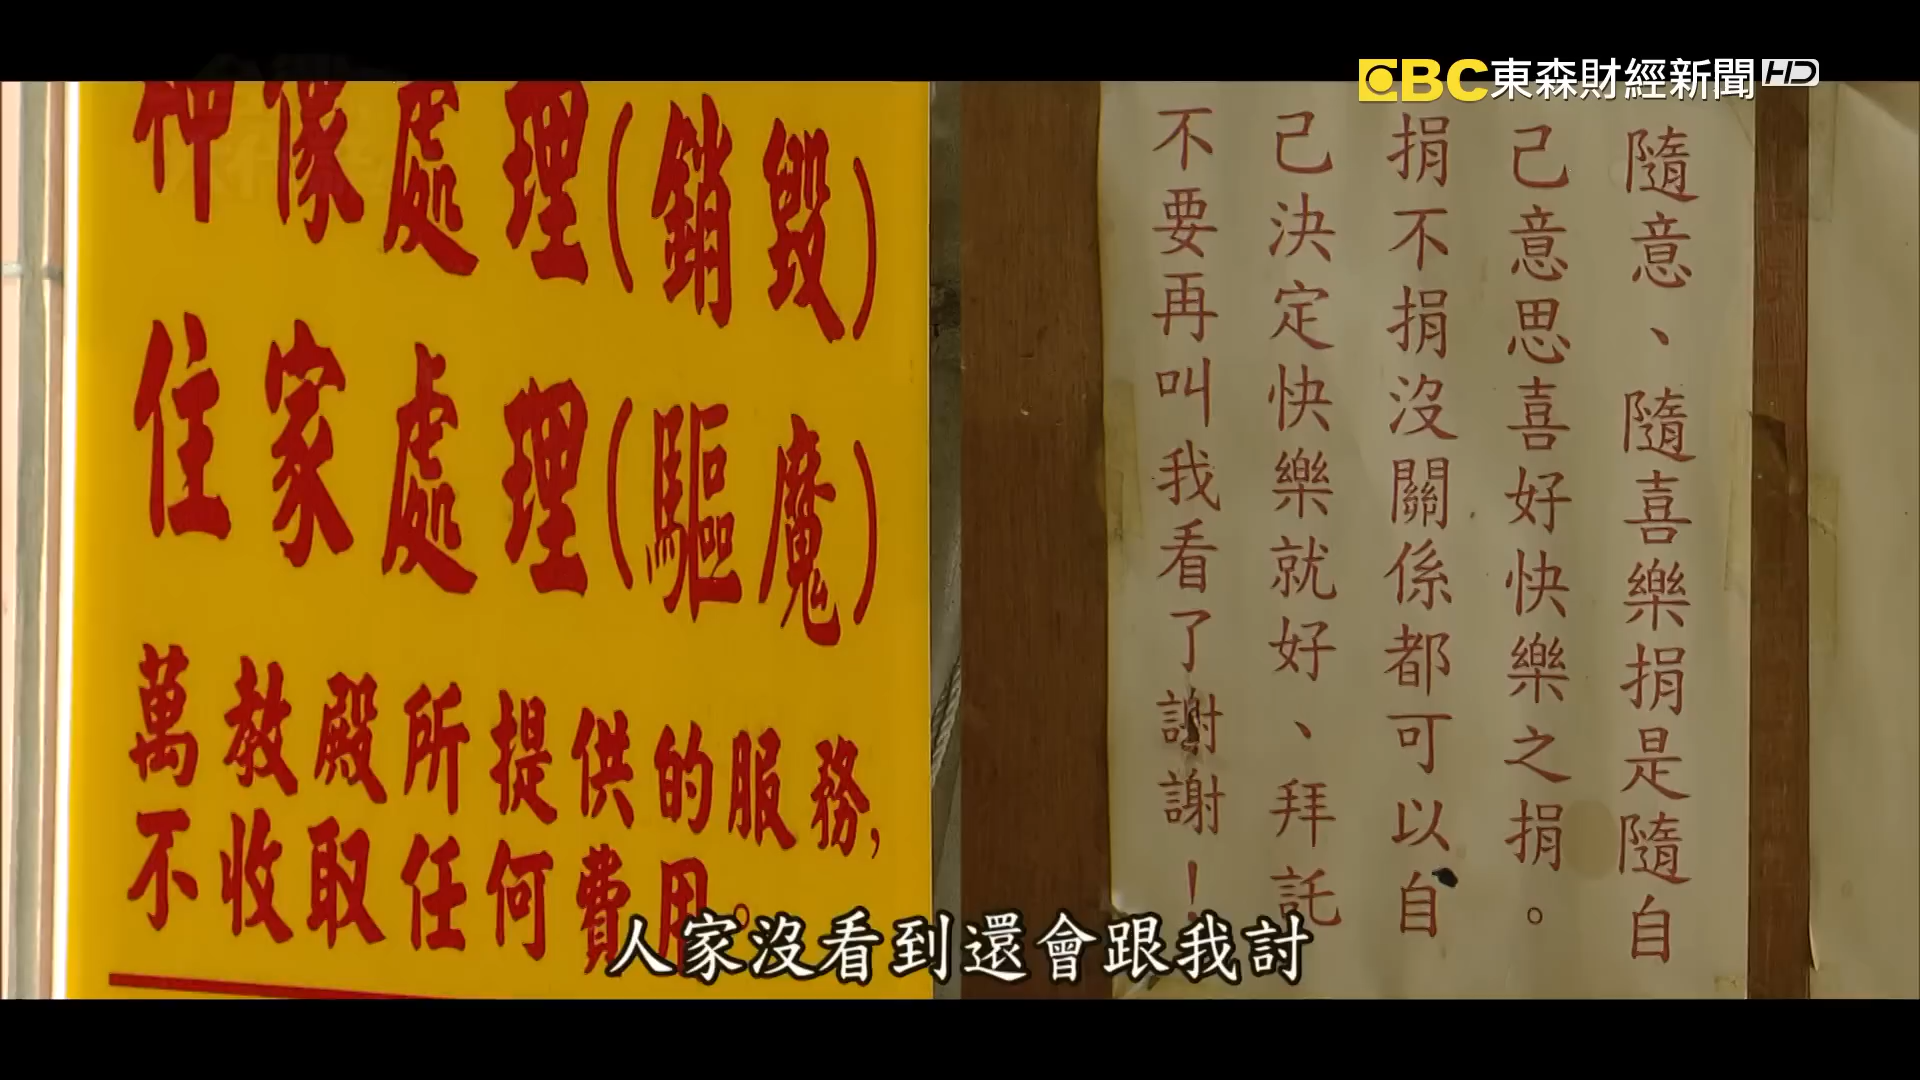 EBC東森財經新聞HD
神像處理(銷毀)
住家處理(驅魔)
萬教殿所提供的服務,
不收取任何費用。
隨意、隨喜樂捐是隨自
己意思喜好快樂之捐。
捐不捐沒關係都可以自
己決定快樂就好、拜託
不要再叫我看了謝謝！
人家沒看到還會跟我討